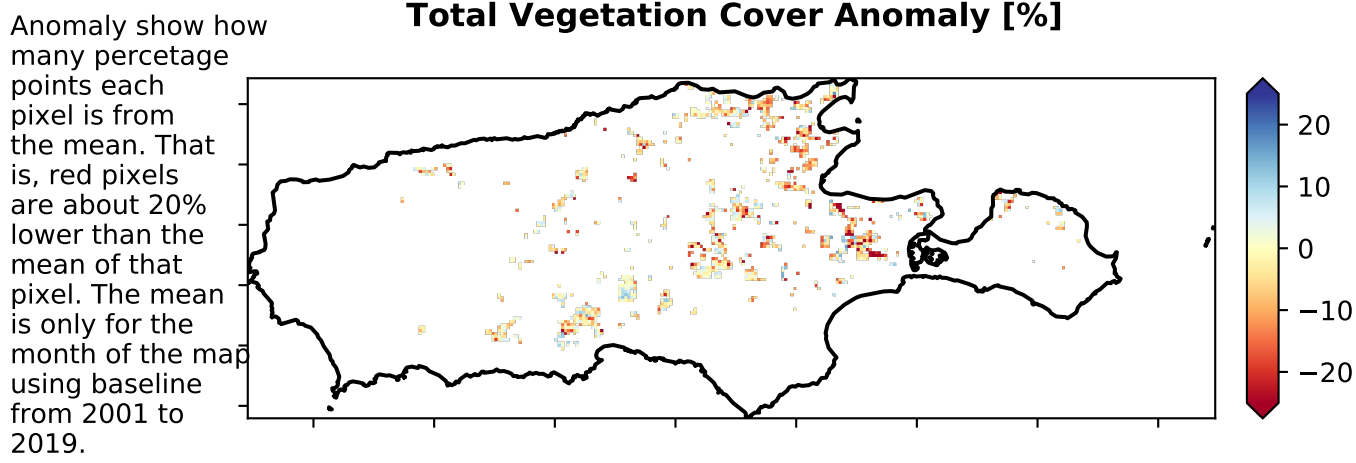 Total Vegetation Cover Anomaly [%]
Anomaly show how
many percetage
points each
pixel is from
the mean. That
is, red pixels
are about 20%
lower than the
mean of that
pixel. The mean
is only for the
month of the map
using baseline
from 2001 to
2019.
20
10
0
−10
−20